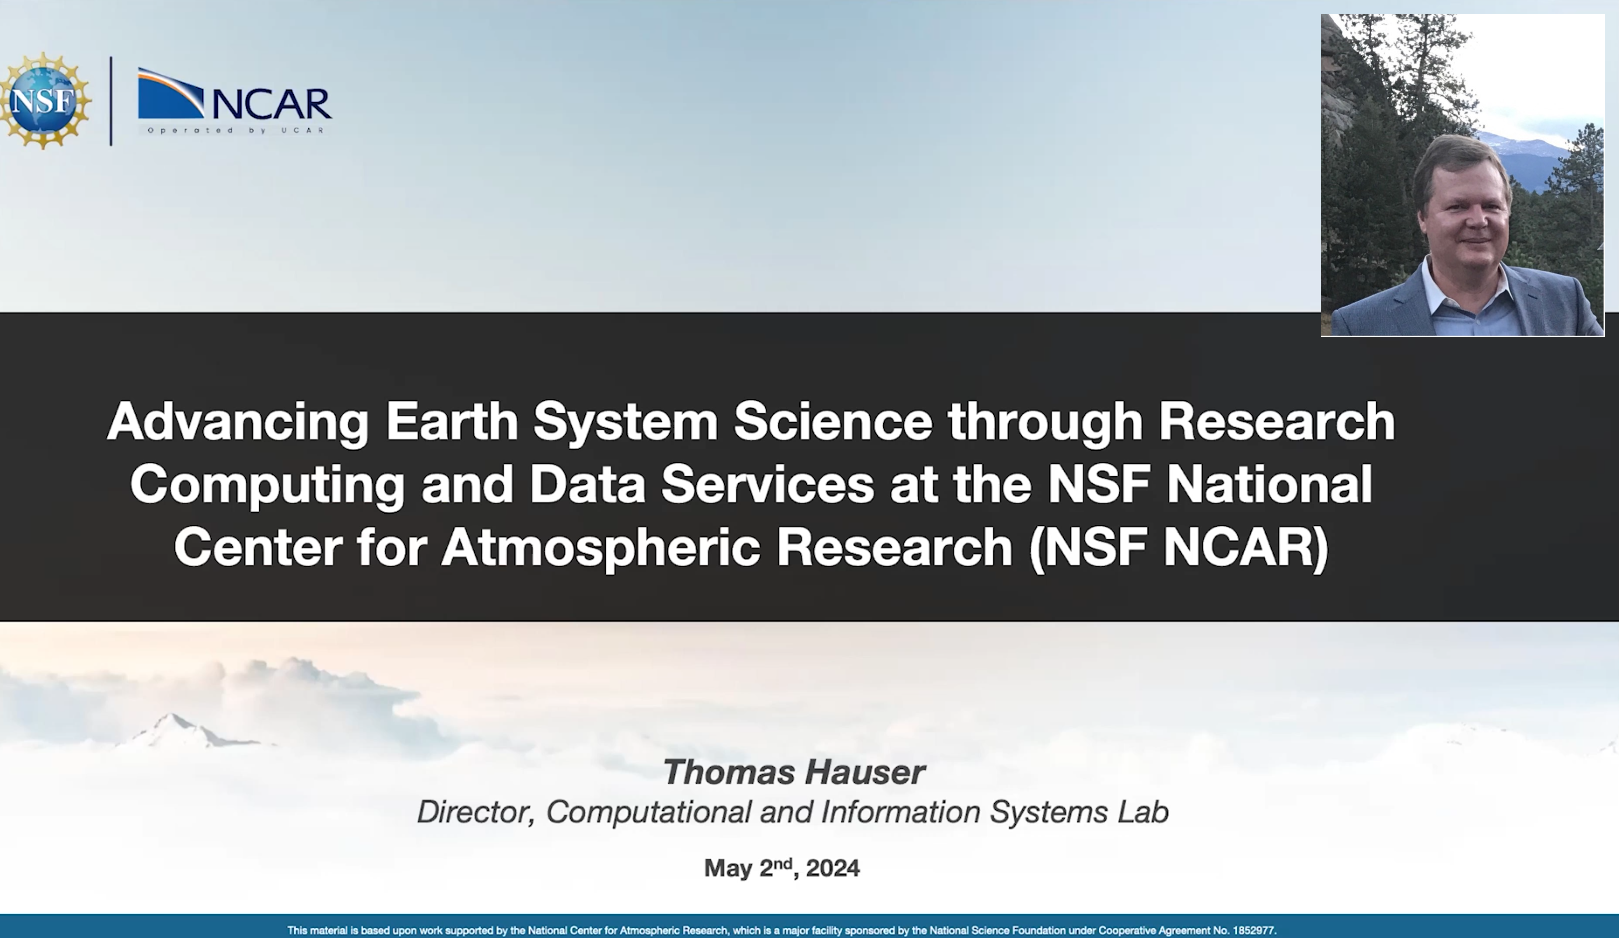 NSF
NCAR
Operated by UCAR
Advancing Earth System Science through Research
Computing and Data Services at the NSF National
Center for Atmospheric Research (NSF NCAR)
Thomas Hauser
Director, Computational and Information Systems Lab
May 2nd, 2024
This material is based upon work supported by the National Center for Atmospheric Research, which is a major facility sponsored by the National Science Foundation under Cooperative Agreement No. 1852977.